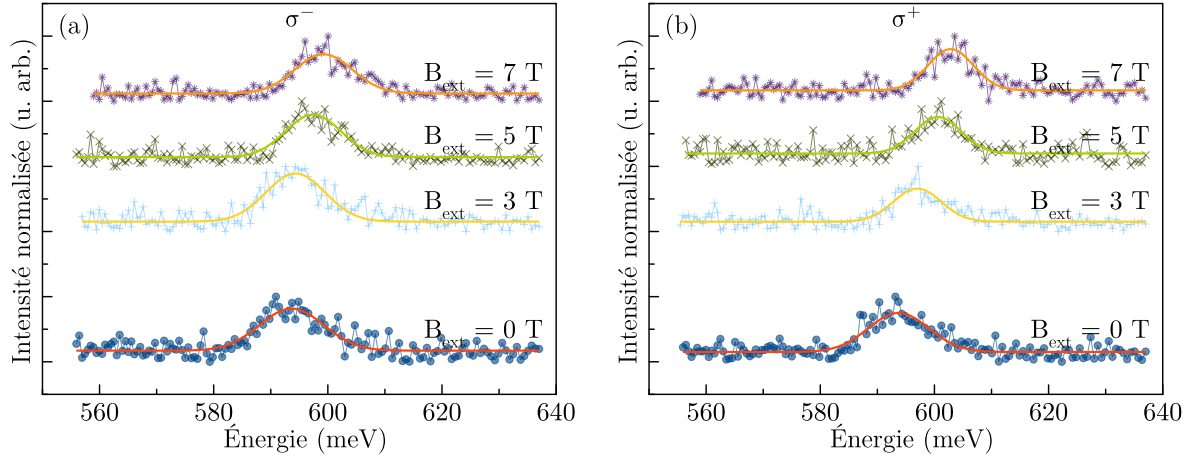 (a)
σ⁻
B_ext = 7 T
B_ext = 5 T
B_ext = 3 T
B_ext = 0 T
Intensité normalisée (u. arb.)
560 580 600 620 640
Énergie (meV)
(b)
σ⁺
B_ext = 7 T
B_ext = 5 T
B_ext = 3 T
B_ext = 0 T
Intensité normalisée (u. arb.)
560 580 600 620 640
Énergie (meV)